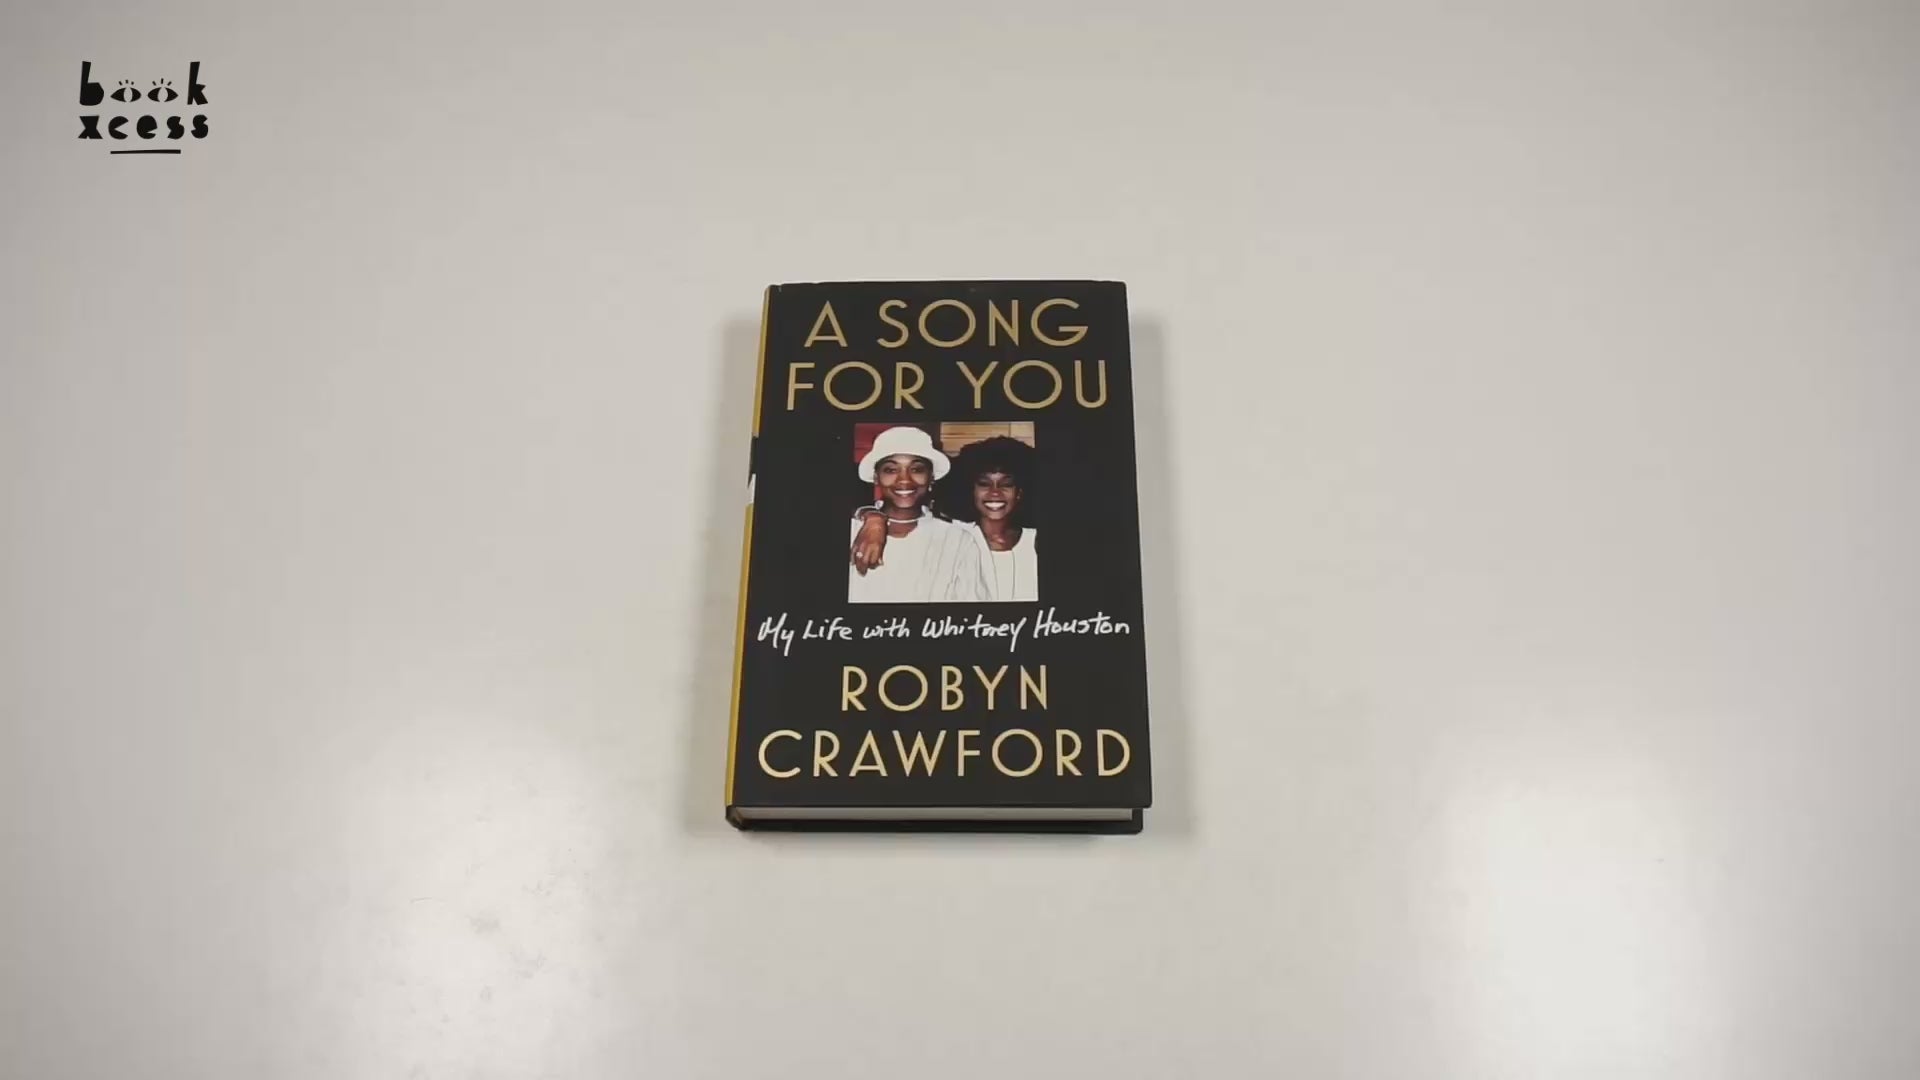 book
xcess
A SONG
FOR YOU
My Life with Whitney Houston
ROBYN
CRAWFORD